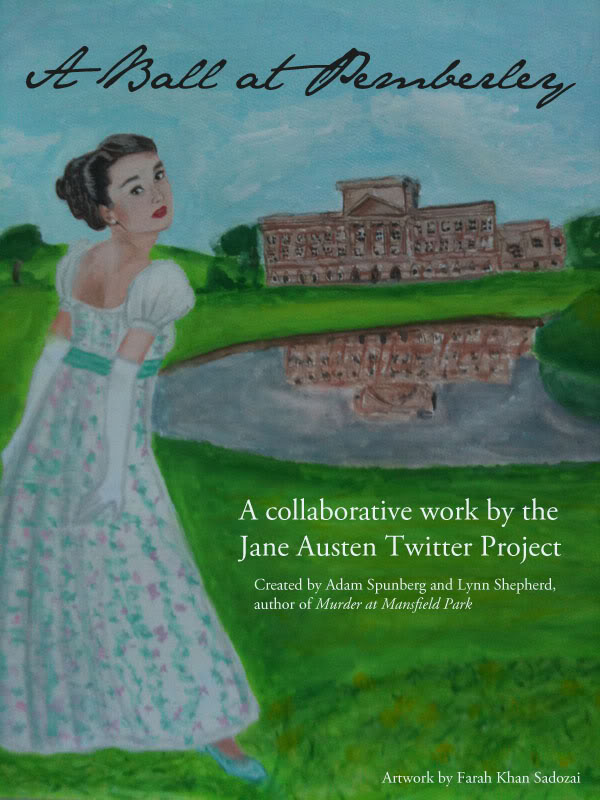 A Ball at Pemberley
A collaborative work by the
Jane Austen Twitter Project
Created by Adam Spunberg and Lynn Shepherd,
author of Murder at Mansfield Park
Artwork by Farah Khan Sadozai